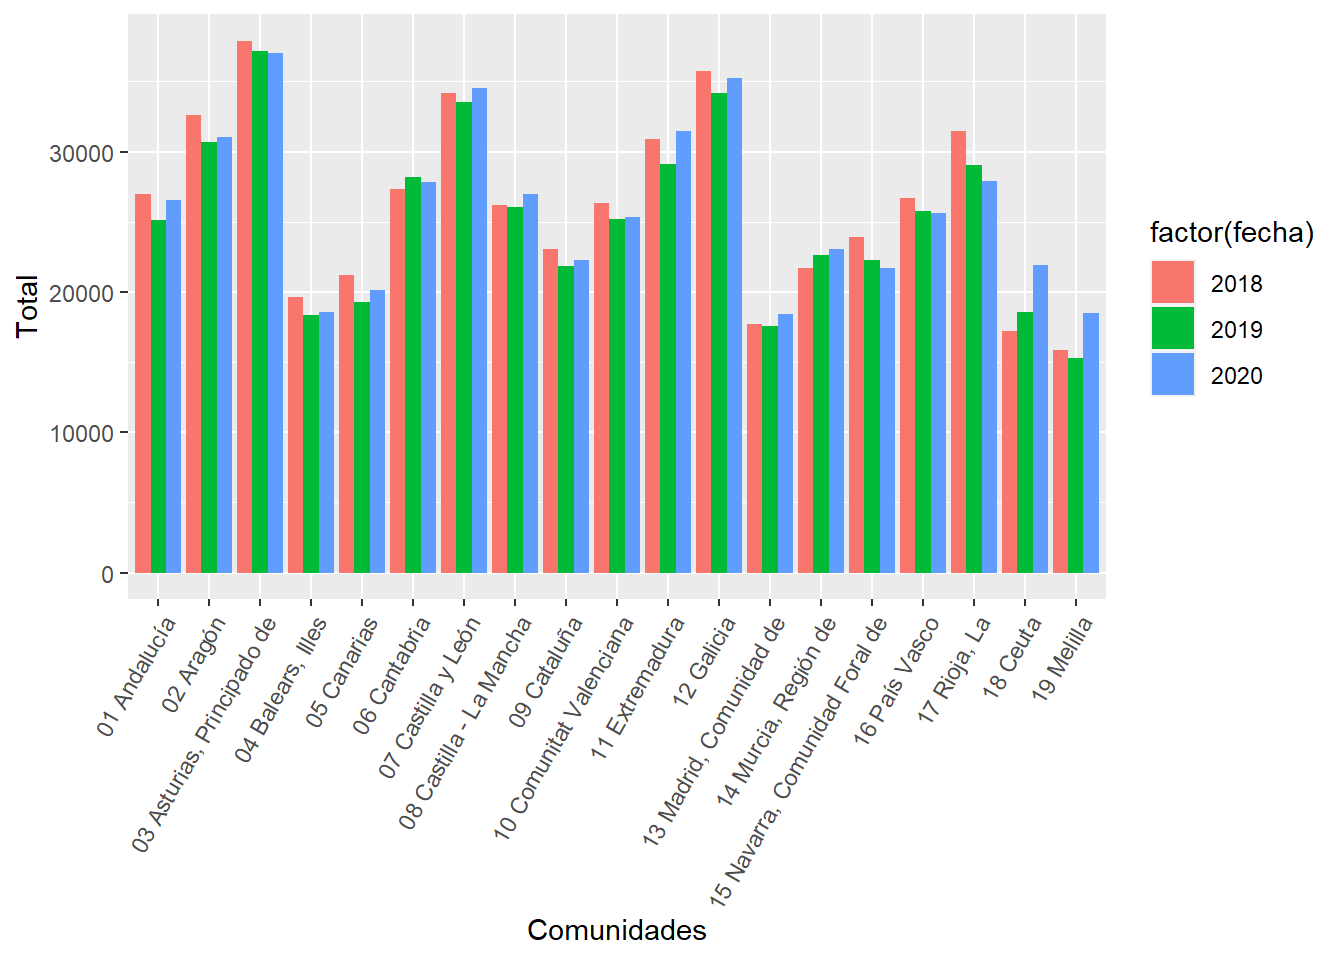 30000
20000
10000
0
Total
01 Andalucía
02 Aragón
03 Asturias, Principado de
04 Balears, Illes
05 Canarias
06 Cantabria
07 Castilla y León
08 Castilla - La Mancha
09 Cataluña
10 Comunitat Valenciana
11 Extremadura
12 Galicia
13 Madrid, Comunidad de
14 Murcia, Región de
15 Navarra, Comunidad Foral de
16 País Vasco
17 Rioja, La
18 Ceuta
19 Melilla
Comunidades
factor(fecha)
2018
2019
2020